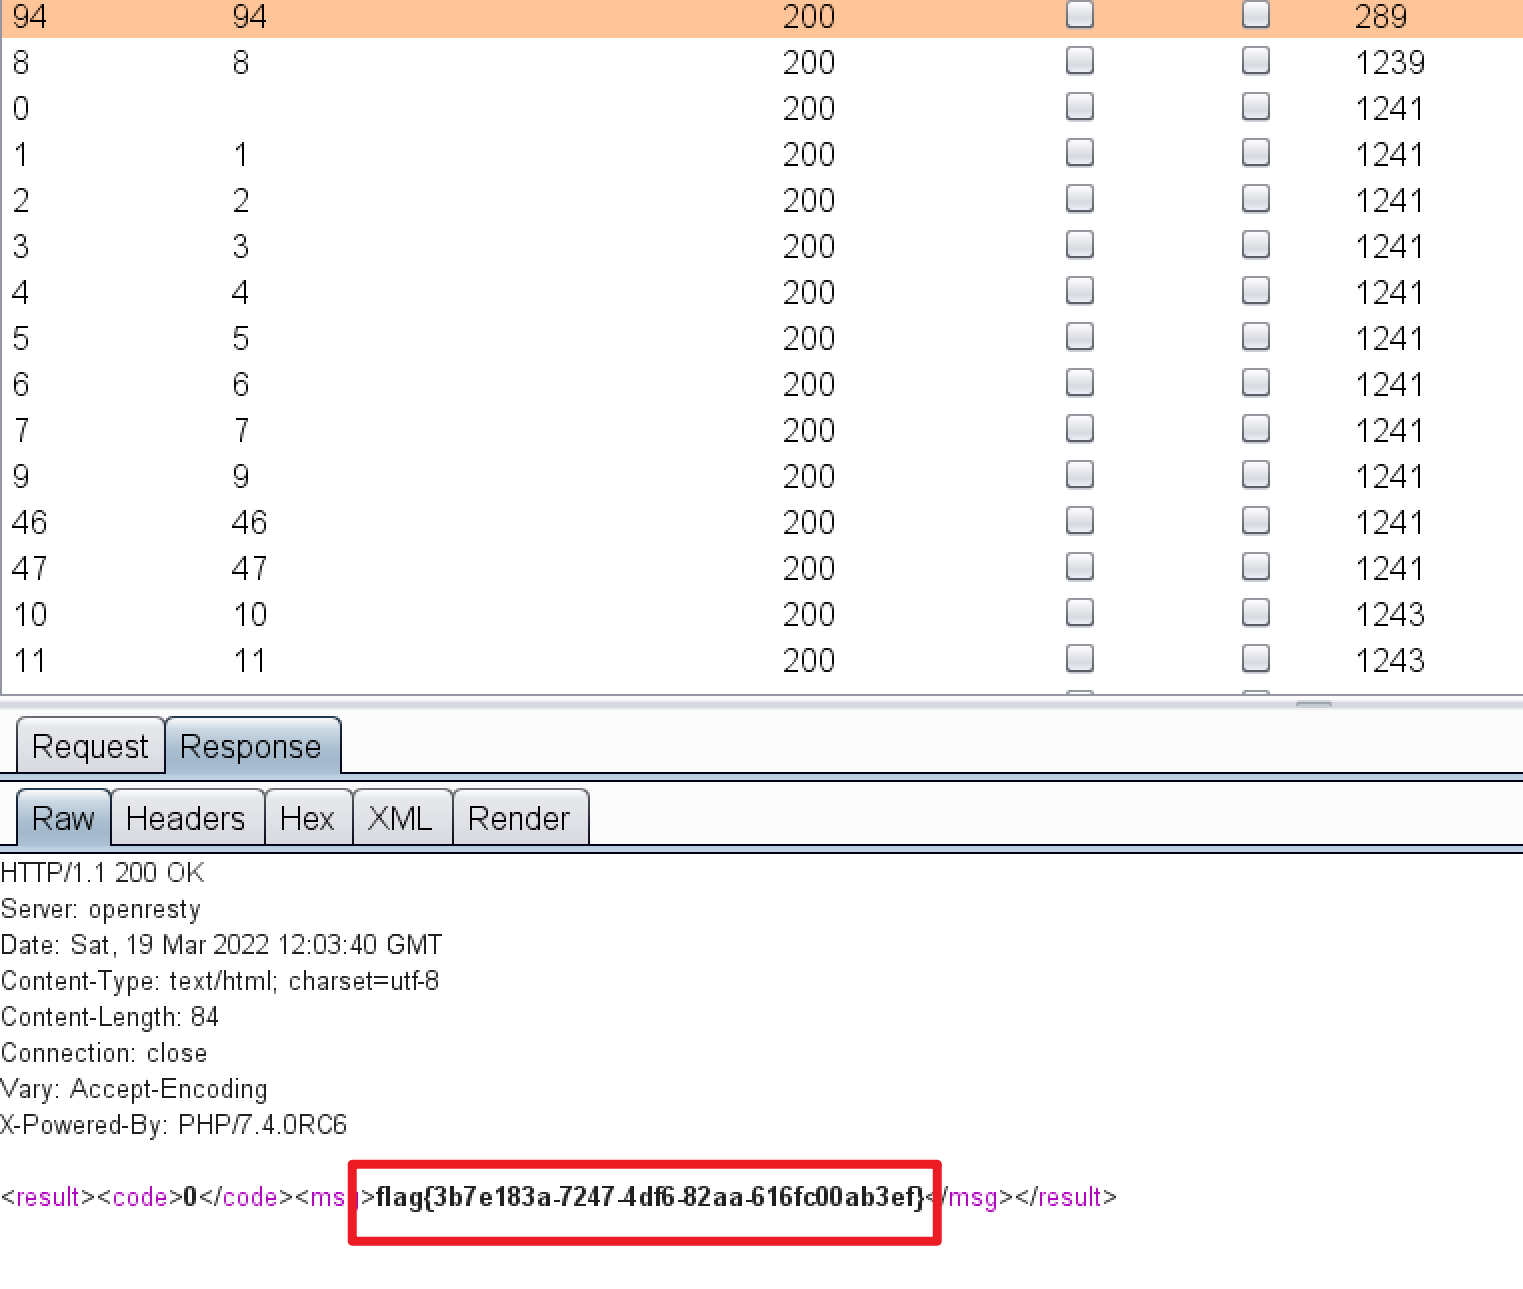 94 94 200 289
8 8 200 1239
0 200 1241
1 1 200 1241
2 2 200 1241
3 3 200 1241
4 4 200 1241
5 5 200 1241
6 6 200 1241
7 7 200 1241
9 9 200 1241
46 46 200 1241
47 47 200 1241
10 10 200 1243
11 11 200 1243
Request Response
Raw Headers Hex XML Render
HTTP/1.1 200 OK
Server: openresty
Date: Sat, 19 Mar 2022 12:03:40 GMT
Content-Type: text/html; charset=utf-8
Content-Length: 84
Connection: close
Vary: Accept-Encoding
X-Powered-By: PHP/7.4.0RC6
<result><code>0</code><msg>flag{3b7e183a-7247-4df6-82aa-616fc00ab3ef}</msg></result>